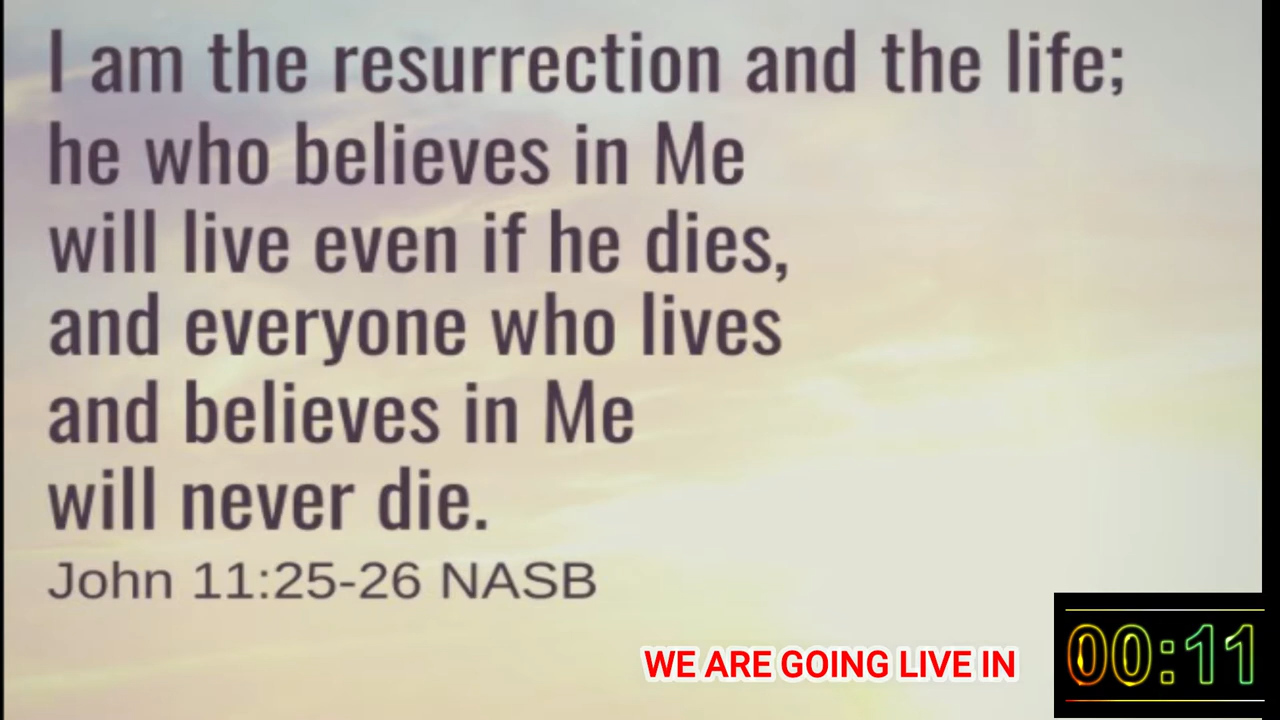 I am the resurrection and the life;
he who believes in Me
will live even if he dies,
and everyone who lives
and believes in Me
will never die.
John 11:25-26 NASB
WE ARE GOING LIVE IN
00:11